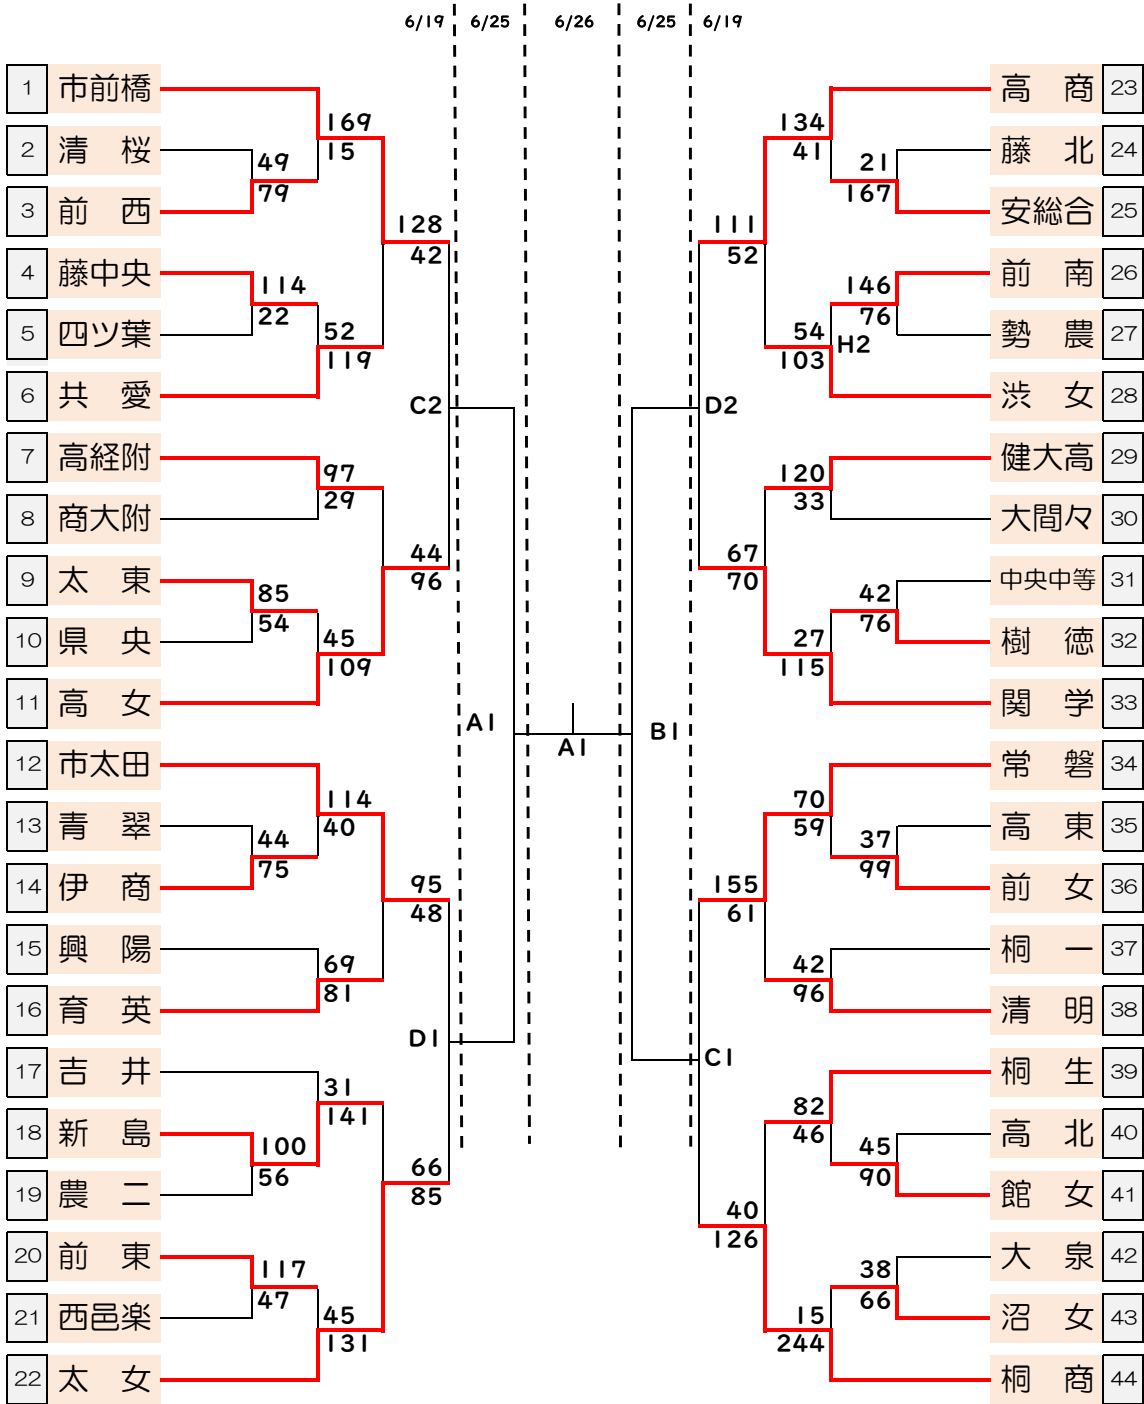 6/19 6/25 6/26 6/25 6/19
1 市前橋
2 清 桜
3 前 西
4 藤中央
5 四ツ葉
6 共 愛
7 高経附
8 商大附
9 太 東
10 県 央
11 高 女
12 市太田
13 青 翠
14 伊 商
15 興 陽
16 育 英
17 吉 井
18 新 島
19 農 二
20 前 東
21 西邑楽
22 太 女
49
79
114
22
85
54
44
75
100
56
117
47
169
15
52
119
97
29
45
109
114
40
69
81
31
141
45
131
128
42
44
96
95
48
66
85
C2
D1
A1
A1
B1
D2
C1
111
52
67
70
155
61
40
126
134
41
54
103
H2
120
33
27
115
70
59
42
96
82
46
15
244
21
167
146
76
42
76
37
99
45
90
38
66
高 商 23
藤 北 24
安総合 25
前 南 26
勢 農 27
渋 女 28
健大高 29
大間々 30
中央中等 31
樹 徳 32
関 学 33
常 磐 34
高 東 35
前 女 36
桐 一 37
清 明 38
桐 生 39
高 北 40
館 女 41
大 泉 42
沼 女 43
桐 商 44